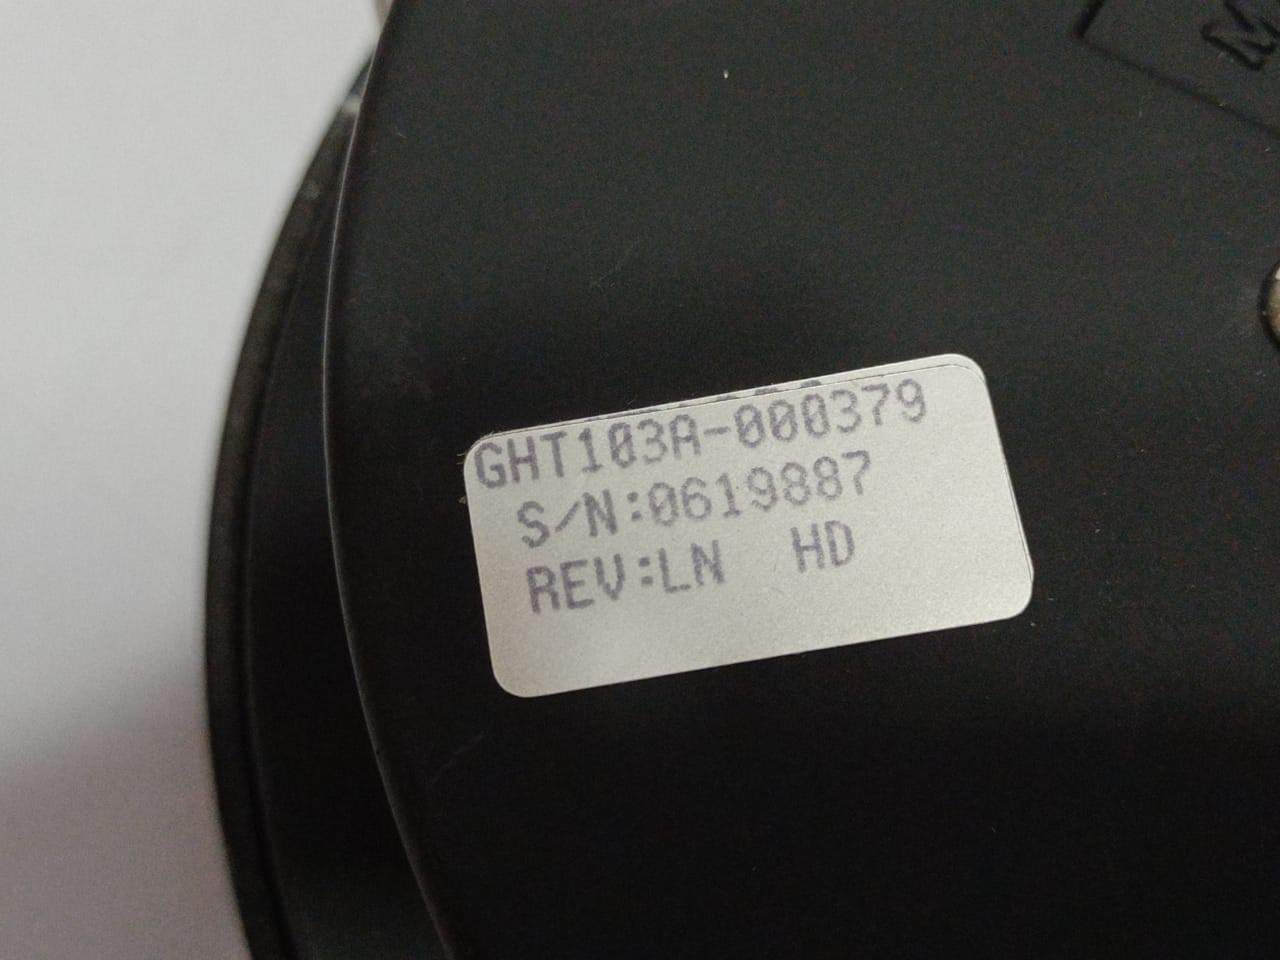 GHT103A-000379
S/N:0619887
REV:LN HD
M